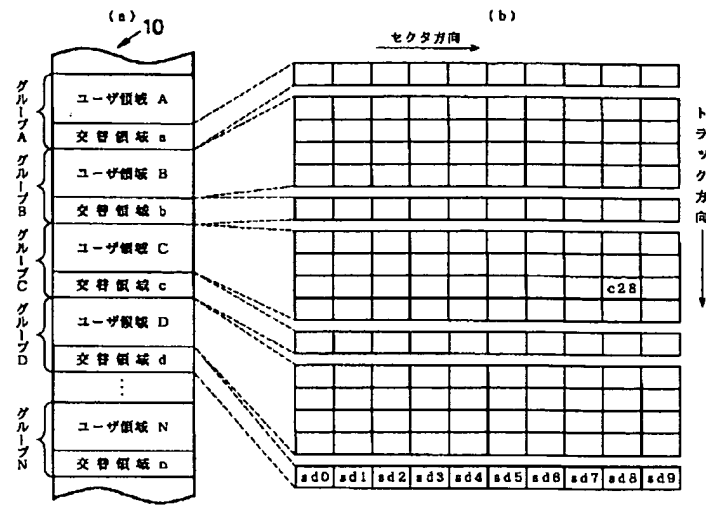 (a)
10
グループA
ユーザ領域 A
交替領域 a
グループB
ユーザ領域 B
交替領域 b
グループC
ユーザ領域 C
交替領域 c
グループD
ユーザ領域 D
交替領域 d
⋮
グループN
ユーザ領域 N
交替領域 n
(b)
セクタ方向
トラック方向
c28
sd0 sd1 sd2 sd3 sd4 sd5 sd6 sd7 sd8 sd9